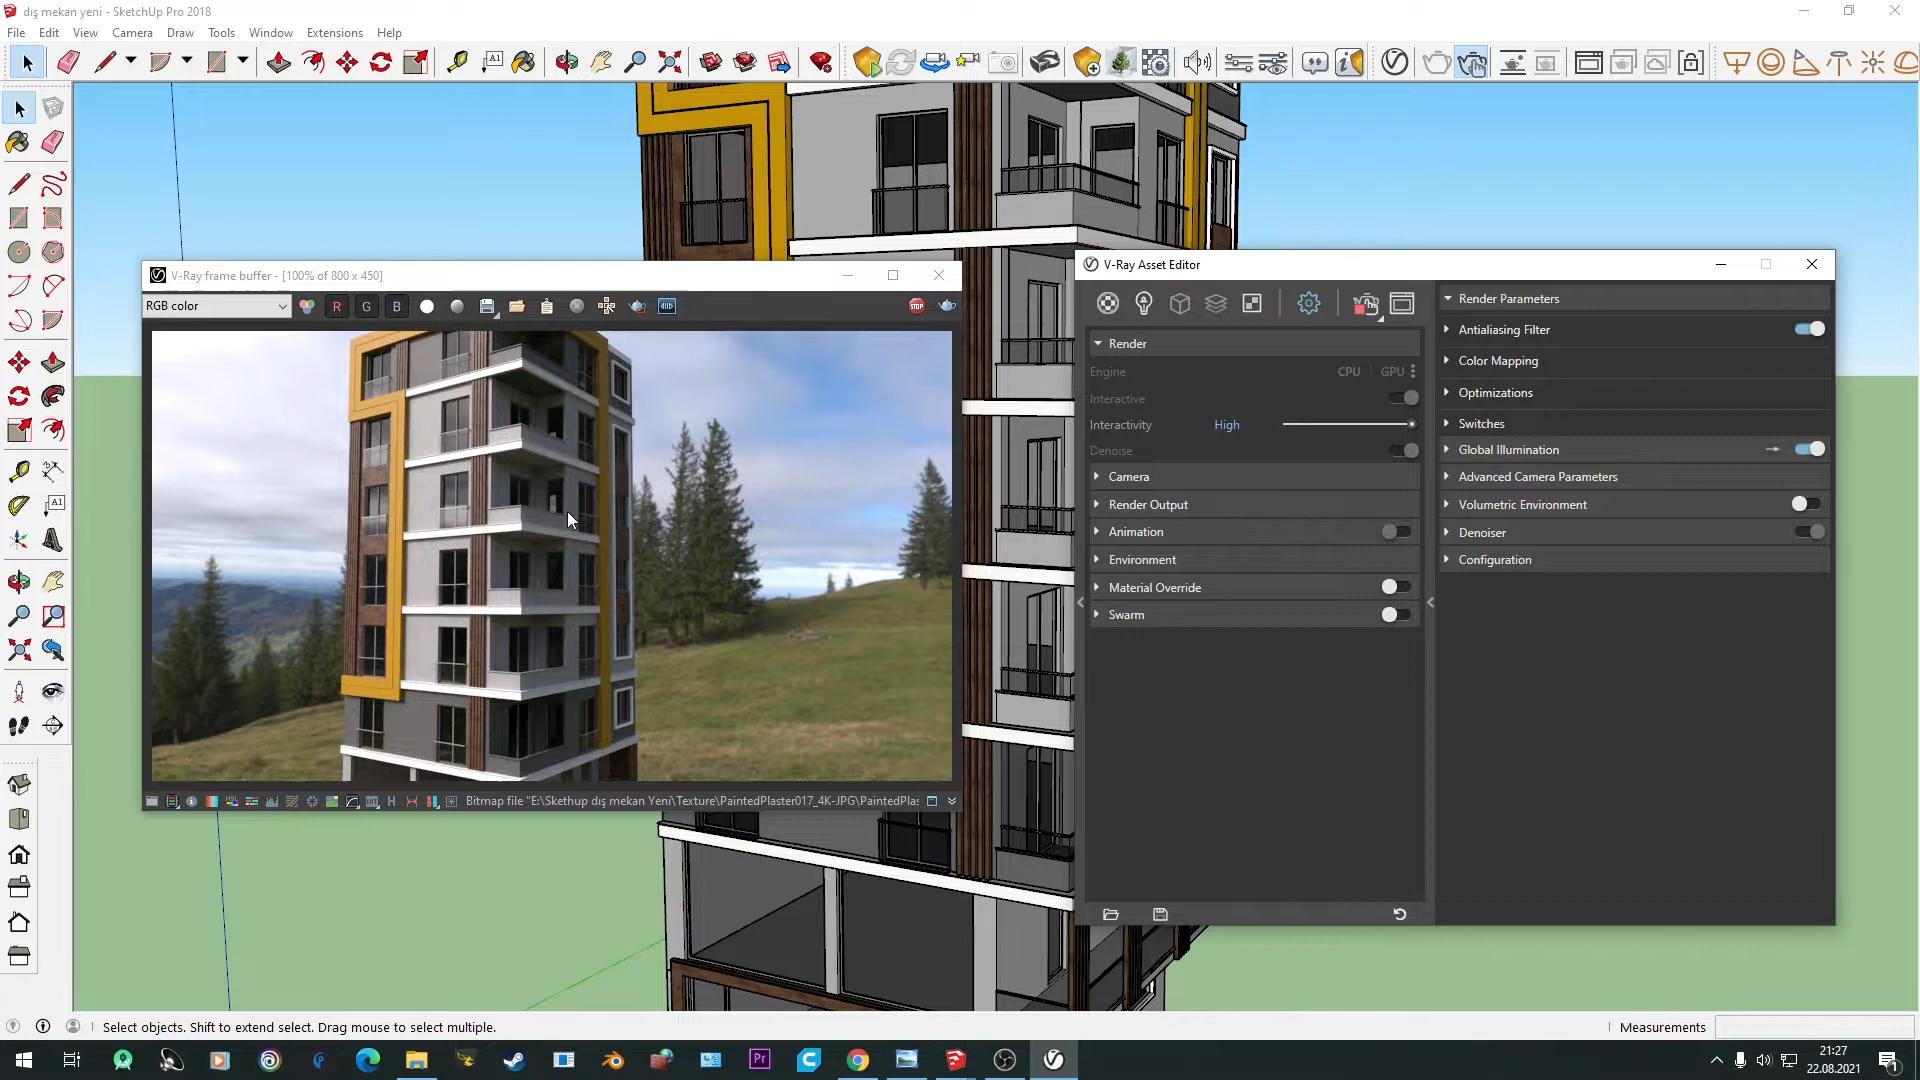 dış mekan yeni - SketchUp Pro 2018
File Edit View Camera Draw Tools Window Extensions Help
V-Ray frame buffer - [100% of 800 x 450]
RGB color
R G B
STOP
Bitmap file "E:\Skethup dış mekan Yeni\Texture\PaintedPlaster017_4K-JPG\PaintedPlas
V-Ray Asset Editor
Render
Engine CPU GPU
Interactive
Interactivity High
Denoise
Camera
Render Output
Animation
Environment
Material Override
Swarm
Render Parameters
Antialiasing Filter
Color Mapping
Optimizations
Switches
Global Illumination
Advanced Camera Parameters
Volumetric Environment
Denoiser
Configuration
Select objects. Shift to extend select. Drag mouse to select multiple.
Measurements
21:27
22.08.2021